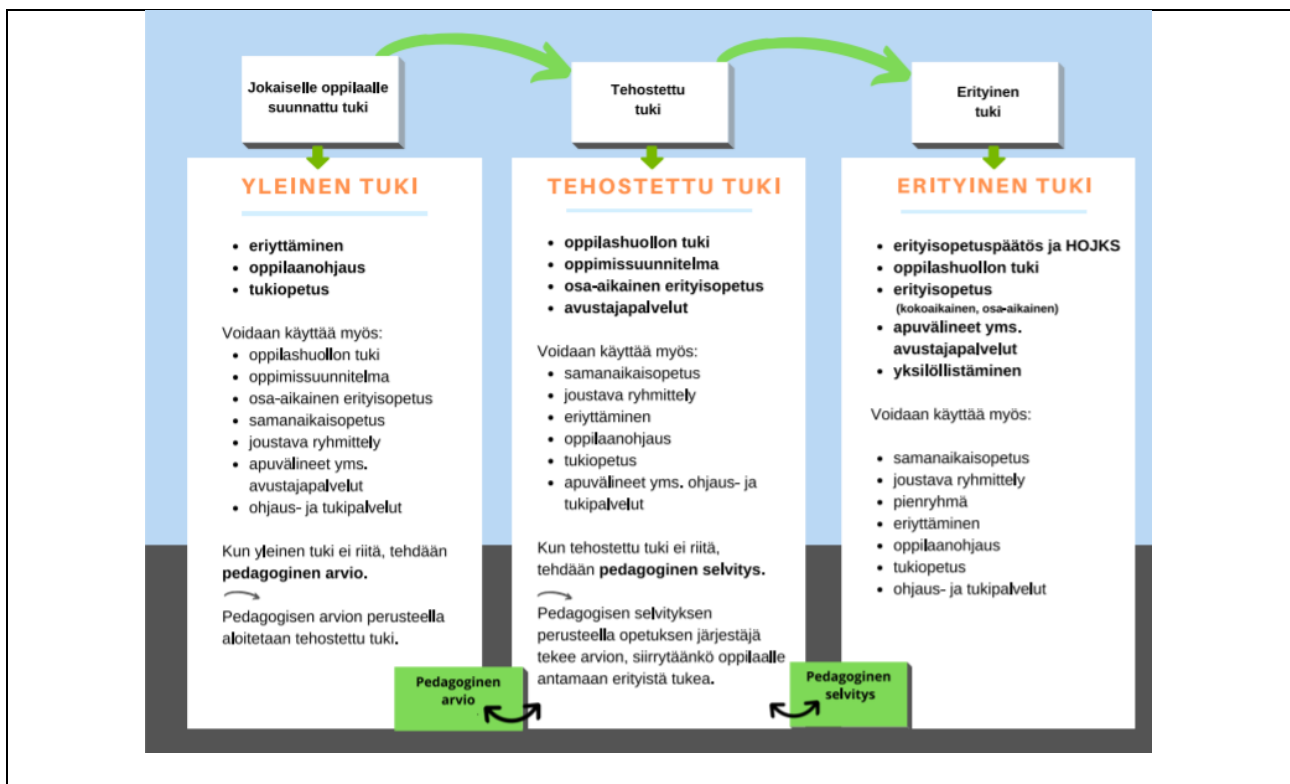 Jokaiselle oppilaalle
suunnattu tuki
Tehostettu
tuki
Erityinen
tuki
YLEINEN TUKI
• eriyttäminen
• oppilaanohjaus
• tukiopetus
Voidaan käyttää myös:
• oppilashuollon tuki
• oppimissuunnitelma
• osa-aikainen erityisopetus
• samanaikaisopetus
• joustava ryhmittely
• apuvälineet yms.
avustajapalvelut
• ohjaus- ja tukipalvelut
Kun yleinen tuki ei riitä, tehdään
pedagoginen arvio.
Pedagogisen arvion perusteella
aloitetaan tehostettu tuki.
Pedagoginen
arvio
TEHOSTETTU TUKI
• oppilashuollon tuki
• oppimissuunnitelma
• osa-aikainen erityisopetus
• avustajapalvelut
Voidaan käyttää myös:
• samanaikaisopetus
• joustava ryhmittely
• eriyttäminen
• oppilaanohjaus
• tukiopetus
• apuvälineet yms. ohjaus- ja
tukipalvelut
Kun tehostettu tuki ei riitä,
tehdään pedagoginen selvitys.
Pedagogisen selvityksen
perusteella opetuksen järjestäjä
tekee arvion, siirrytäänkö oppilaalle
antamaan erityistä tukea.
Pedagoginen
selvitys
ERITYINEN TUKI
• erityisopetuspäätös ja HOJKS
• oppilashuollon tuki
• erityisopetus
(kokoaikainen, osa-aikainen)
• apuvälineet yms.
avustajapalvelut
• yksilöllistäminen
Voidaan käyttää myös:
• samanaikaisopetus
• joustava ryhmittely
• pienryhmä
• eriyttäminen
• oppilaanohjaus
• tukiopetus
• ohjaus- ja tukipalvelut